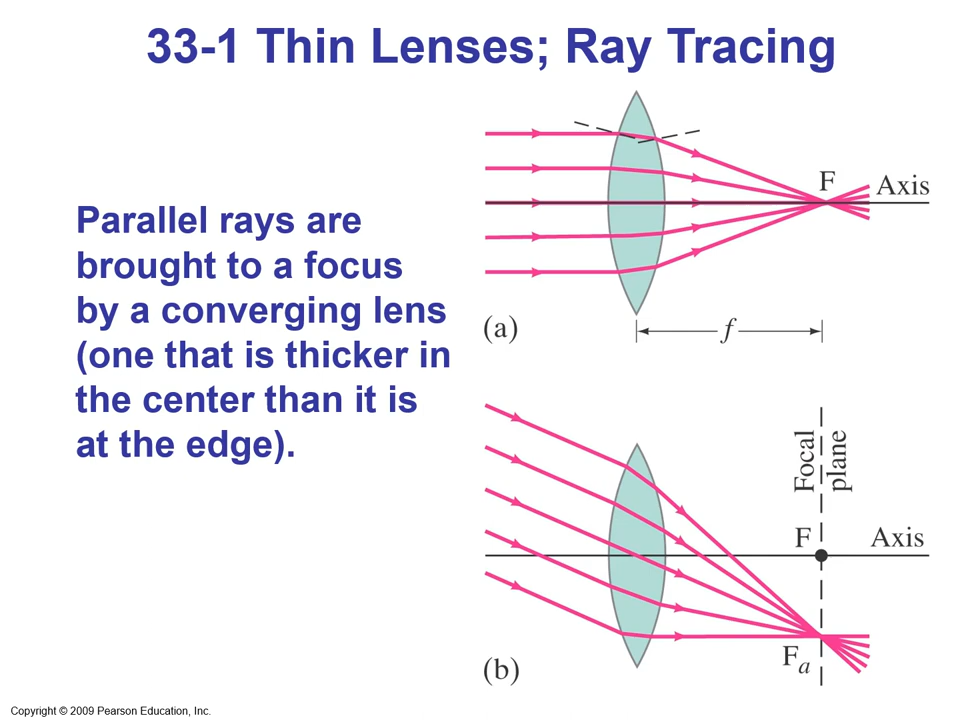 33-1 Thin Lenses; Ray Tracing
Parallel rays are
brought to a focus
by a converging lens
(one that is thicker in
the center than it is
at the edge).
F
Axis
(a)
f
Focal
plane
F
Axis
Fa
(b)
Copyright © 2009 Pearson Education, Inc.